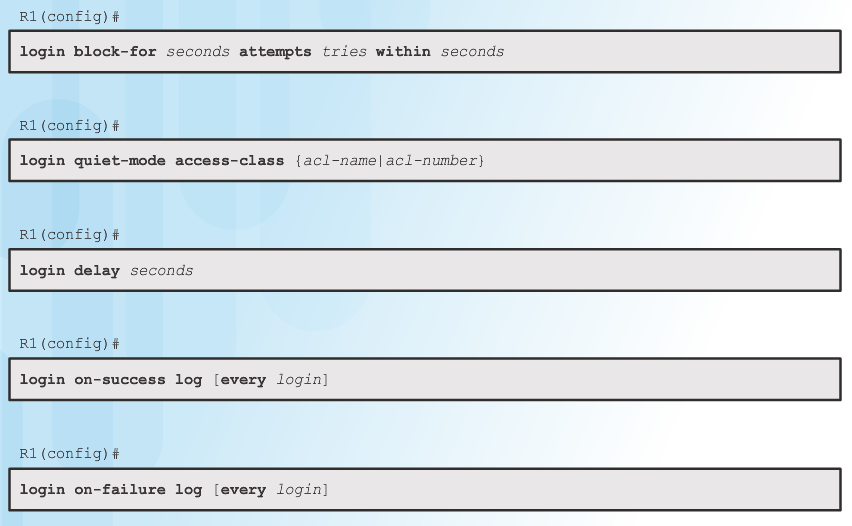 R1(config)#
login block-for seconds attempts tries within seconds
R1(config)#
login quiet-mode access-class {acl-name|acl-number}
R1(config)#
login delay seconds
R1(config)#
login on-success log [every login]
R1(config)#
login on-failure log [every login]